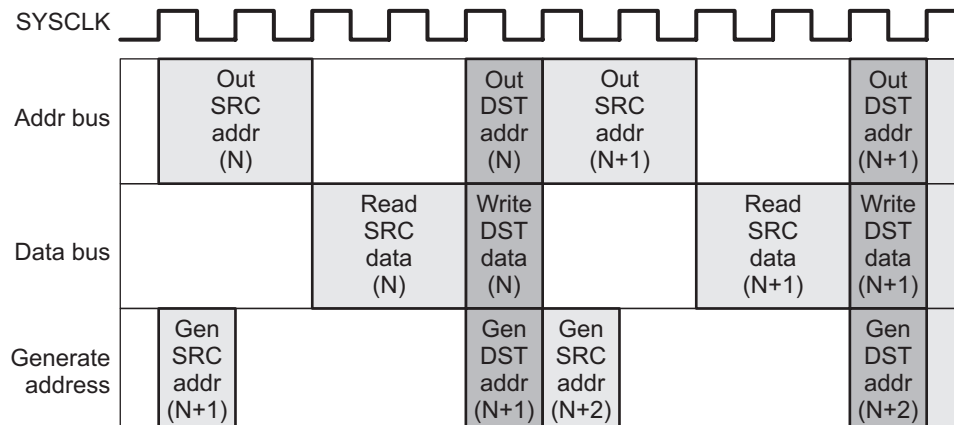 SYSCLK
Addr bus
Out
SRC
addr
(N)
Out
DST
addr
(N)
Out
SRC
addr
(N+1)
Out
DST
addr
(N+1)
Data bus
Read
SRC
data
(N)
Write
DST
data
(N)
Read
SRC
data
(N+1)
Write
DST
data
(N+1)
Generate
address
Gen
SRC
addr
(N+1)
Gen
DST
addr
(N+1)
Gen
SRC
addr
(N+2)
Gen
DST
addr
(N+2)